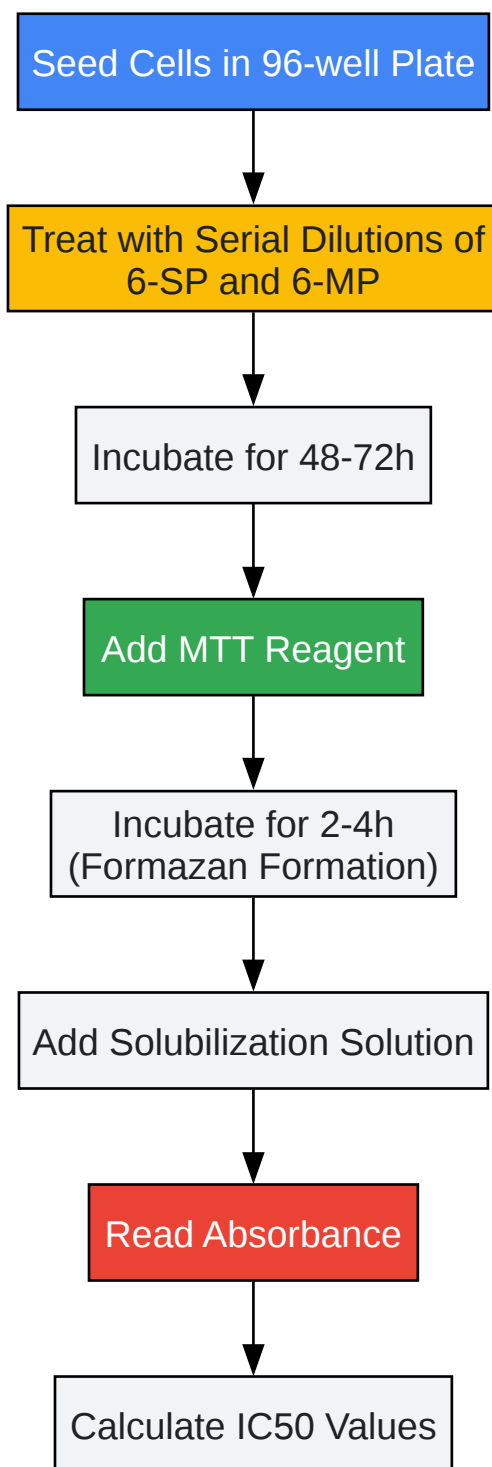 Seed Cells in 96-well Plate
Treat with Serial Dilutions of
6-SP and 6-MP
Incubate for 48-72h
Add MTT Reagent
Incubate for 2-4h
(Formazan Formation)
Add Solubilization Solution
Read Absorbance
Calculate IC50 Values